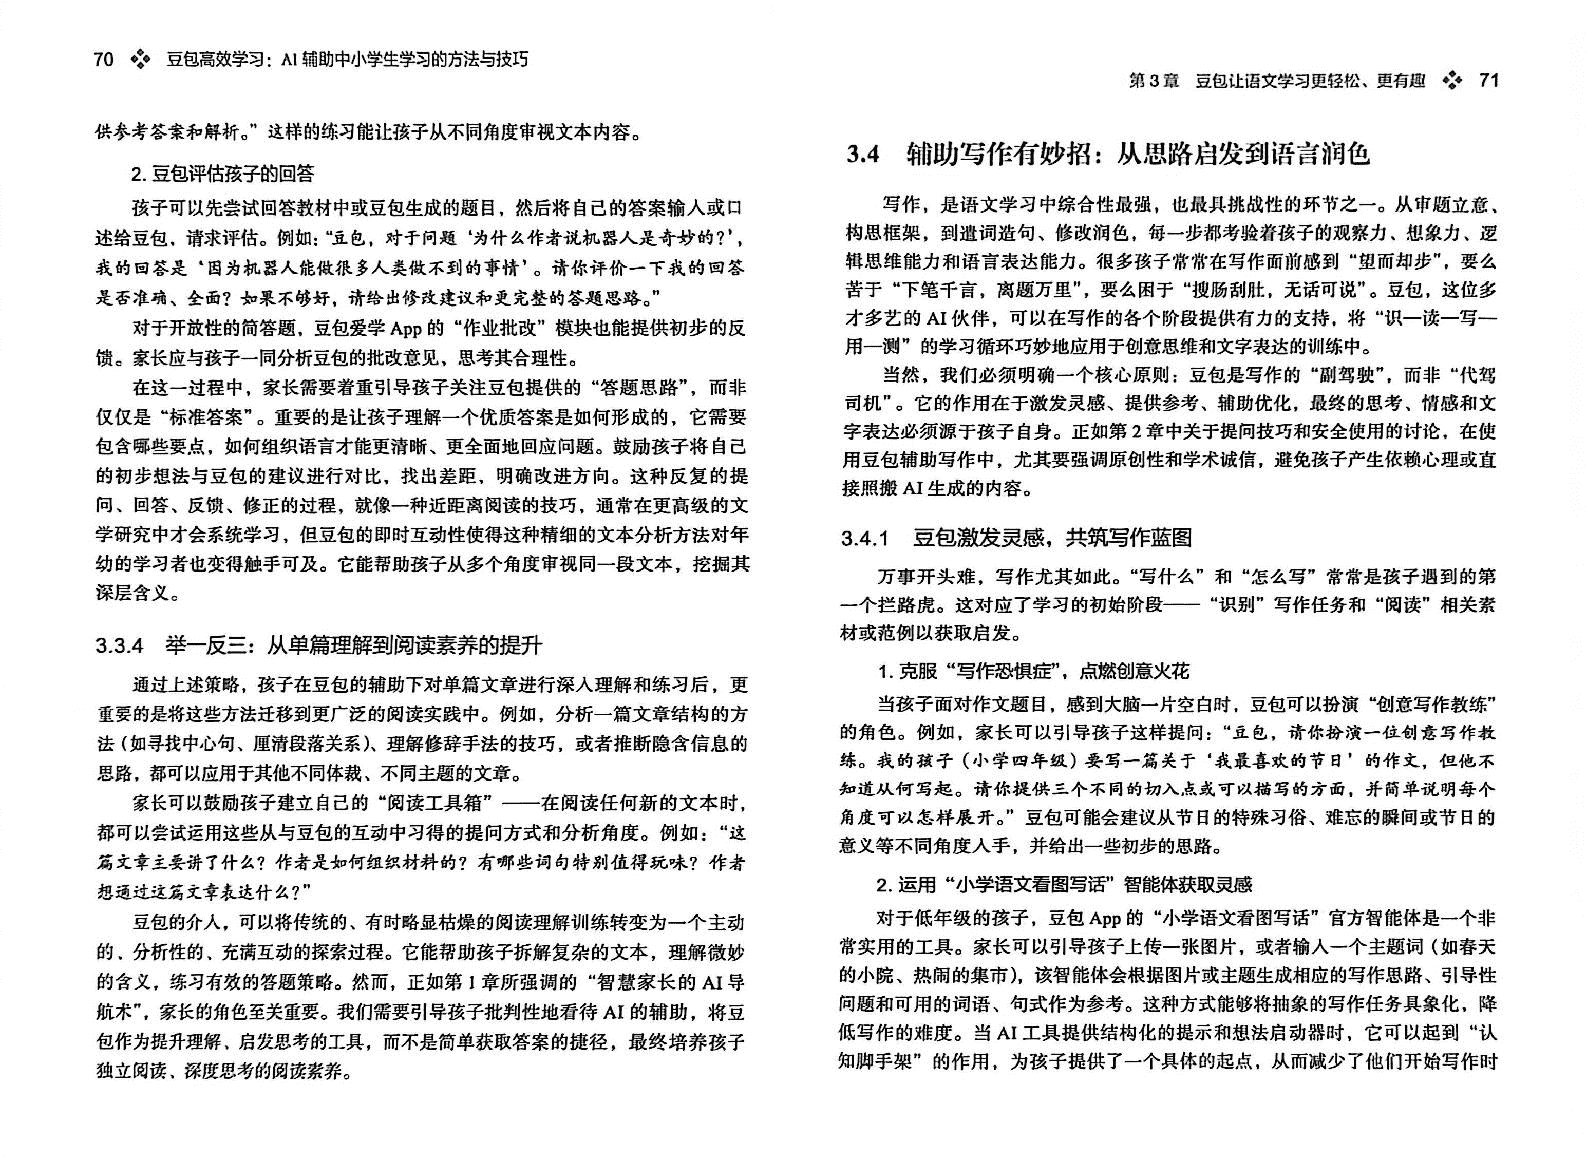 70 豆包高效学习：AI 辅助中小学生学习的方法与技巧
供参考答案和解析。”这样的练习能让孩子从不同角度审视文本内容。
2. 豆包评估孩子的回答
孩子可以先尝试回答教材中或豆包生成的题目，然后将自己的答案输入或口
述给豆包，请求评估。例如：“豆包，对于问题‘为什么作者说机器人是奇妙的？’，
我的回答是‘因为机器人能做很多人类做不到的事情’。请你评价一下我的回答
是否准确、全面？如果不够好，请给出修改建议和更完整的答题思路。”
对于开放性的简答题，豆包爱学 App 的“作业批改”模块也能提供初步的反
馈。家长应与孩子一同分析豆包的批改意见，思考其合理性。
在这一过程中，家长需要着重引导孩子关注豆包提供的“答题思路”，而非
仅仅是“标准答案”。重要的是让孩子理解一个优质答案是如何形成的，它需要
包含哪些要点，如何组织语言才能更清晰、更全面地回应问题。鼓励孩子将自己
的初步想法与豆包的建议进行对比，找出差距，明确改进方向。这种反复的提
问、回答、反馈、修正的过程，就像一种近距离阅读的技巧，通常在更高级的文
学研究中才会系统学习，但豆包的即时互动性使得这种精细的文本分析方法对年
幼的学习者也变得触手可及。它能帮助孩子从多个角度审视同一段文本，挖掘其
深层含义。
3.3.4 举一反三：从单篇理解到阅读素养的提升
通过上述策略，孩子在豆包的辅助下对单篇文章进行深入理解和练习后，更
重要的是将这些方法迁移到更广泛的阅读实践中。例如，分析一篇文章结构的方
法（如寻找中心句、厘清段落关系）、理解修辞手法的技巧，或者推断隐含信息的
思路，都可以应用于其他不同体裁、不同主题的文章。
家长可以鼓励孩子建立自己的“阅读工具箱”——在阅读任何新的文本时，
都可以尝试运用这些从与豆包的互动中习得的提问方式和分析角度。例如：“这
篇文章主要讲了什么？作者是如何组织材料的？有哪些词句特别值得玩味？作者
想通过这篇文章表达什么？”
豆包的介入，可以将传统的、有时略显枯燥的阅读理解训练转变为一个主动
的、分析性的、充满互动的探索过程。它能帮助孩子拆解复杂的文本，理解微妙
的含义，练习有效的答题策略。然而，正如第 1 章所强调的“智慧家长的 AI 导
航术”，家长的角色至关重要。我们需要引导孩子批判性地看待 AI 的辅助，将豆
包作为提升理解、启发思考的工具，而不是简单获取答案的捷径，最终培养孩子
独立阅读、深度思考的阅读素养。
第 3 章 豆包让语文学习更轻松、更有趣 71
3.4 辅助写作有妙招：从思路启发到语言润色
写作，是语文学习中综合性最强，也最具挑战性的环节之一。从审题立意、
构思框架，到遣词造句、修改润色，每一步都考验着孩子的观察力、想象力、逻
辑思维能力和语言表达能力。很多孩子常常在写作面前感到“望而却步”，要么
苦于“下笔千言，离题万里”，要么困于“搜肠刮肚，无话可说”。豆包，这位多
才多艺的 AI 伙伴，可以在写作的各个阶段提供有力的支持，将“识—读—写—
用—测”的学习循环巧妙地应用于创意思维和文字表达的训练中。
当然，我们必须明确一个核心原则：豆包是写作的“副驾驶”，而非“代驾
司机”。它的作用在于激发灵感、提供参考、辅助优化，最终的思考、情感和文
字表达必须源于孩子自身。正如第 2 章中关于提问技巧和安全使用的讨论，在使
用豆包辅助写作中，尤其要强调原创性和学术诚信，避免孩子产生依赖心理或直
接照搬 AI 生成的内容。
3.4.1 豆包激发灵感，共筑写作蓝图
万事开头难，写作尤其如此。“写什么”和“怎么写”常常是孩子遇到的第
一个拦路虎。这对应了学习的初始阶段——“识别”写作任务和“阅读”相关素
材或范例以获取启发。
1. 克服“写作恐惧症”，点燃创意火花
当孩子面对作文题目，感到大脑一片空白时，豆包可以扮演“创意写作教练”
的角色。例如，家长可以引导孩子这样提问：“豆包，请你扮演一位创意写作教
练。我的孩子（小学四年级）要写一篇关于‘我最喜欢的节日’的作文，但他不
知道从何写起。请你提供三个不同的切入点或可以描写的方面，并简单说明每个
角度可以怎样展开。”豆包可能会建议从节日的特殊习俗、难忘的瞬间或节日的
意义等不同角度入手，并给出一些初步的思路。
2. 运用“小学语文看图写话”智能体获取灵感
对于低年级的孩子，豆包 App 的“小学语文看图写话”官方智能体是一个非
常实用的工具。家长可以引导孩子上传一张图片，或者输入一个主题词（如春天
的小院、热闹的集市），该智能体会根据图片或主题生成相应的写作思路、引导性
问题和可用的词语、句式作为参考。这种方式能够将抽象的写作任务具象化，降
低写作的难度。当 AI 工具提供结构化的提示和想法启动器时，它可以起到“认
知脚手架”的作用，为孩子提供了一个具体的起点，从而减少了他们开始写作时